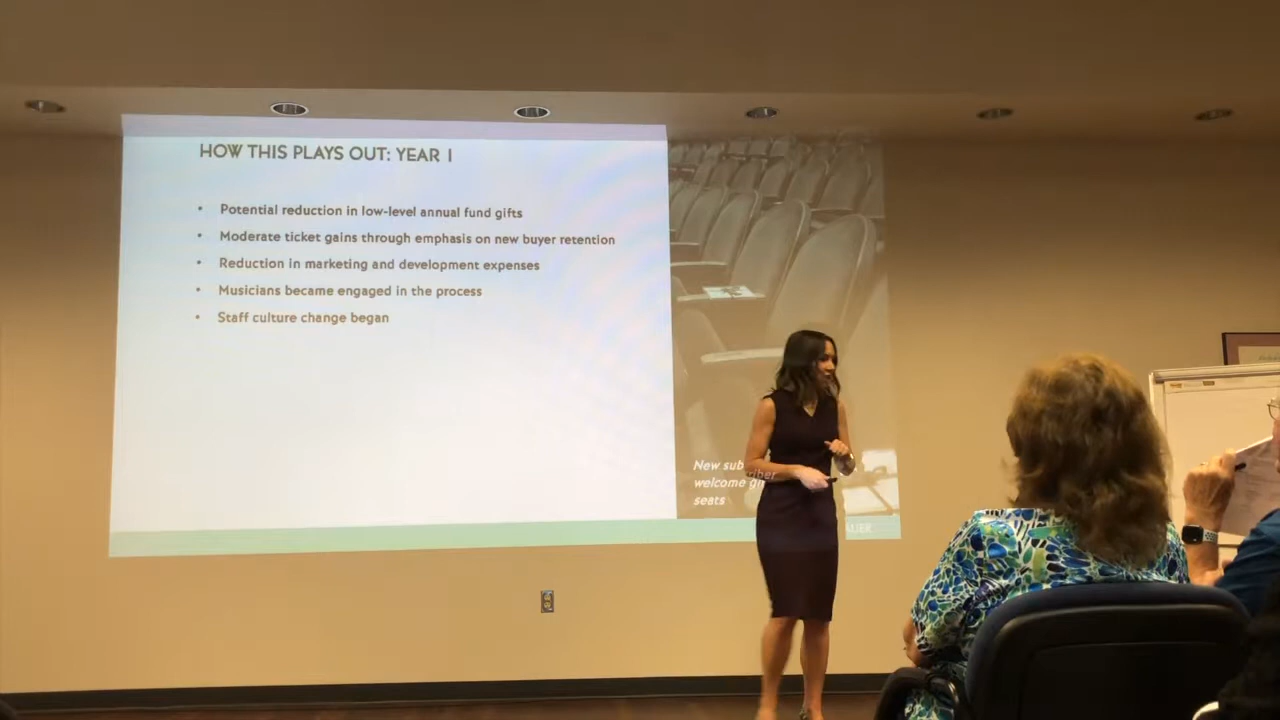 HOW THIS PLAYS OUT: YEAR 1
• Potential reduction in low-level annual fund gifts
• Moderate ticket gains through emphasis on new buyer retention
• Reduction in marketing and development expenses
• Musicians became engaged in the process
• Staff culture change began
New subscriber
welcome
seats